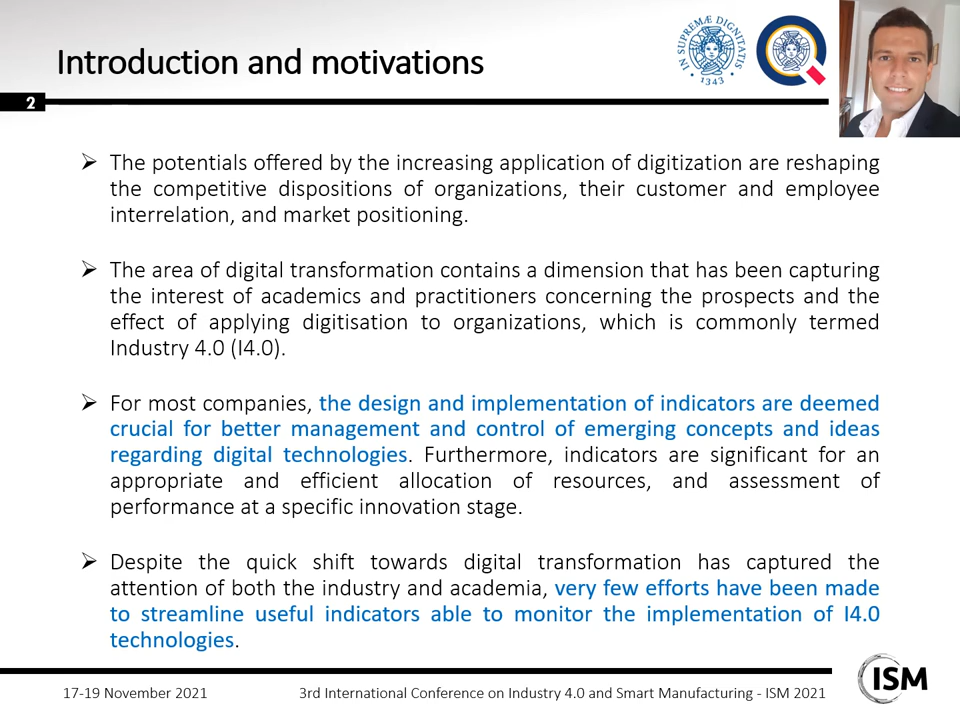 Introduction and motivations
IN SUPREMÆ DIGNITATIS
· 1343 ·
2
The potentials offered by the increasing application of digitization are reshaping
the competitive dispositions of organizations, their customer and employee
interrelation, and market positioning.
The area of digital transformation contains a dimension that has been capturing
the interest of academics and practitioners concerning the prospects and the
effect of applying digitisation to organizations, which is commonly termed
Industry 4.0 (I4.0).
For most companies, the design and implementation of indicators are deemed
crucial for better management and control of emerging concepts and ideas
regarding digital technologies. Furthermore, indicators are significant for an
appropriate and efficient allocation of resources, and assessment of
performance at a specific innovation stage.
Despite the quick shift towards digital transformation has captured the
attention of both the industry and academia, very few efforts have been made
to streamline useful indicators able to monitor the implementation of I4.0
technologies.
17-19 November 2021
3rd International Conference on Industry 4.0 and Smart Manufacturing - ISM 2021
ISM